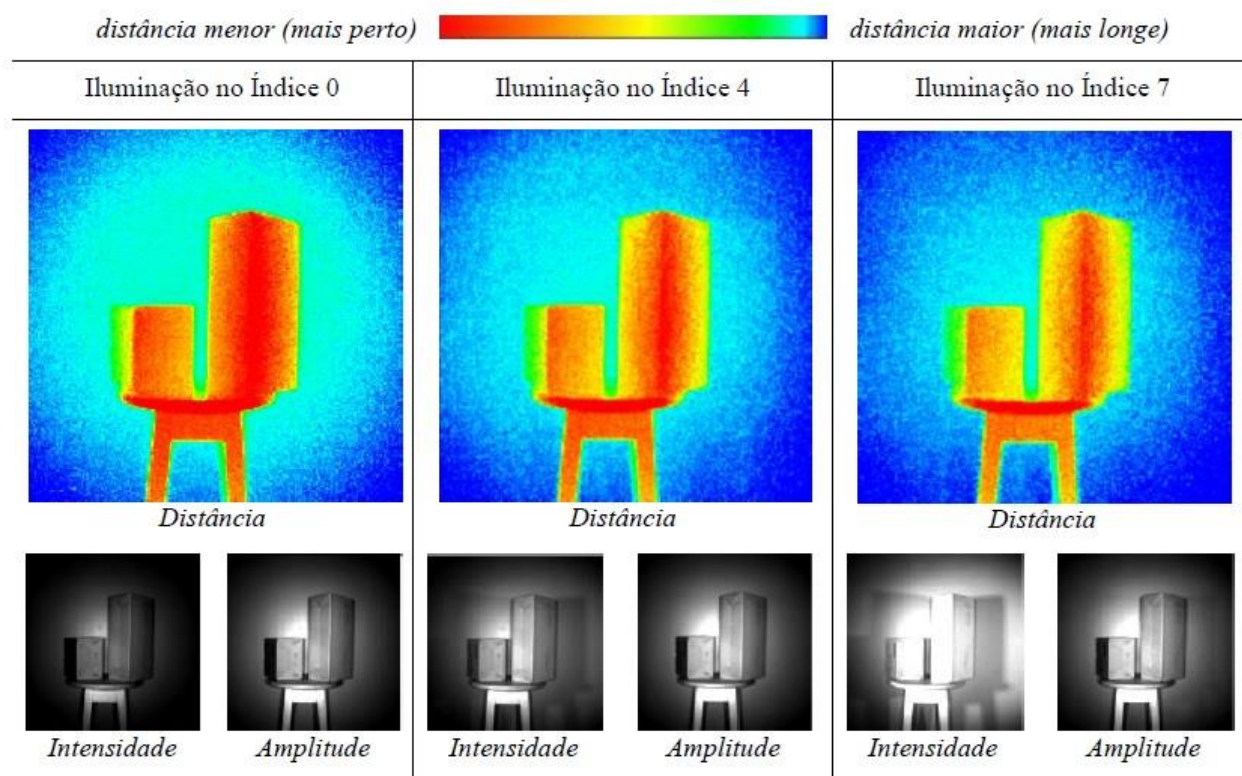 distância menor (mais perto) distância maior (mais longe)
Iluminação no Índice 0 Iluminação no Índice 4 Iluminação no Índice 7
Distância Distância Distância
Intensidade Amplitude Intensidade Amplitude Intensidade Amplitude